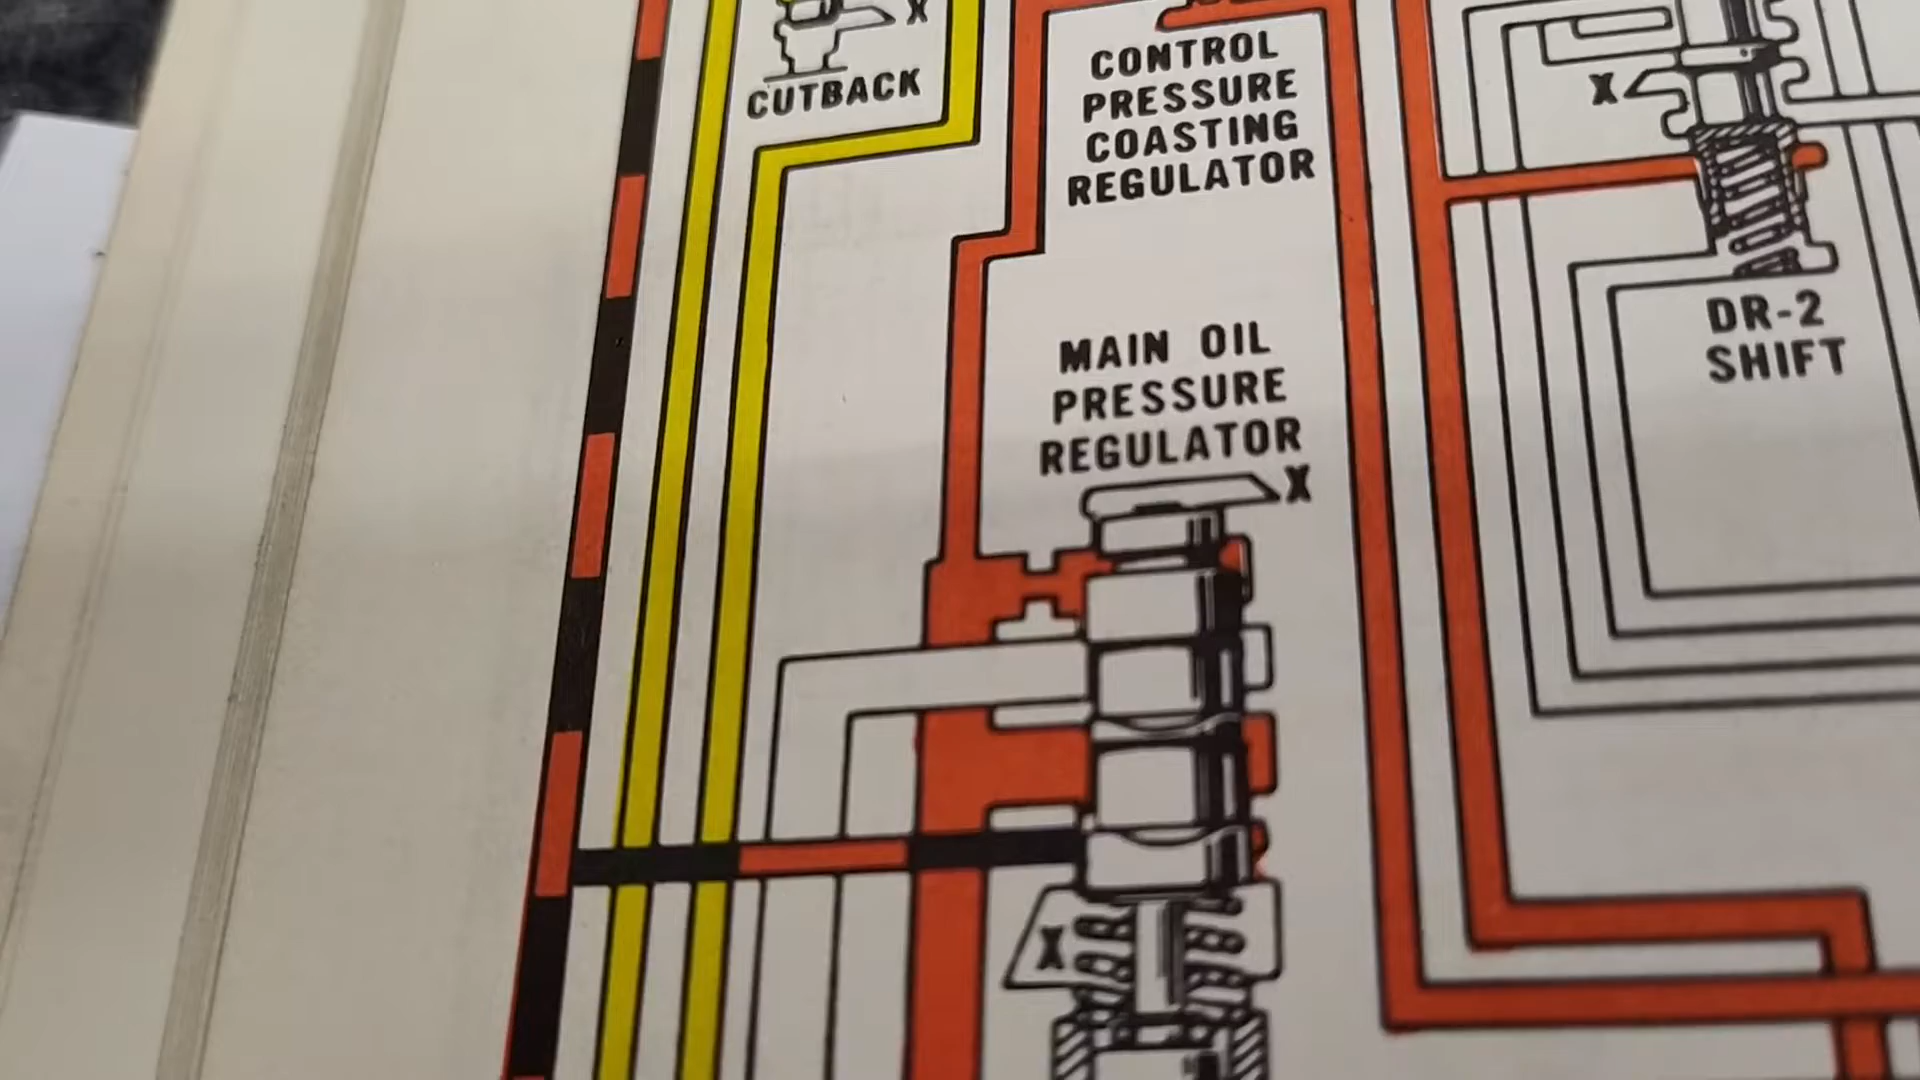 X
CUTBACK
CONTROL
PRESSURE
COASTING
REGULATOR
X
DR-2
SHIFT
MAIN OIL
PRESSURE
REGULATOR
X
X